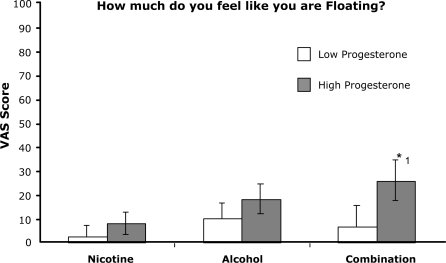 How much do you feel like you are Floating?
100
90
80
70
60
50
40
30
20
10
0
VAS Score
Low Progesterone
High Progesterone
* 1
Nicotine Alcohol Combination